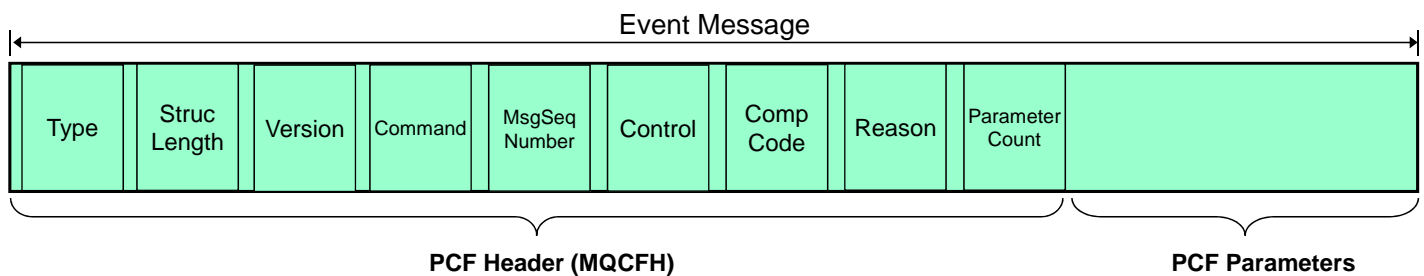 Event Message
Type
Struc
Length
Version
Command
MsgSeq
Number
Control
Comp
Code
Reason
Parameter
Count
PCF Header (MQCFH)
PCF Parameters